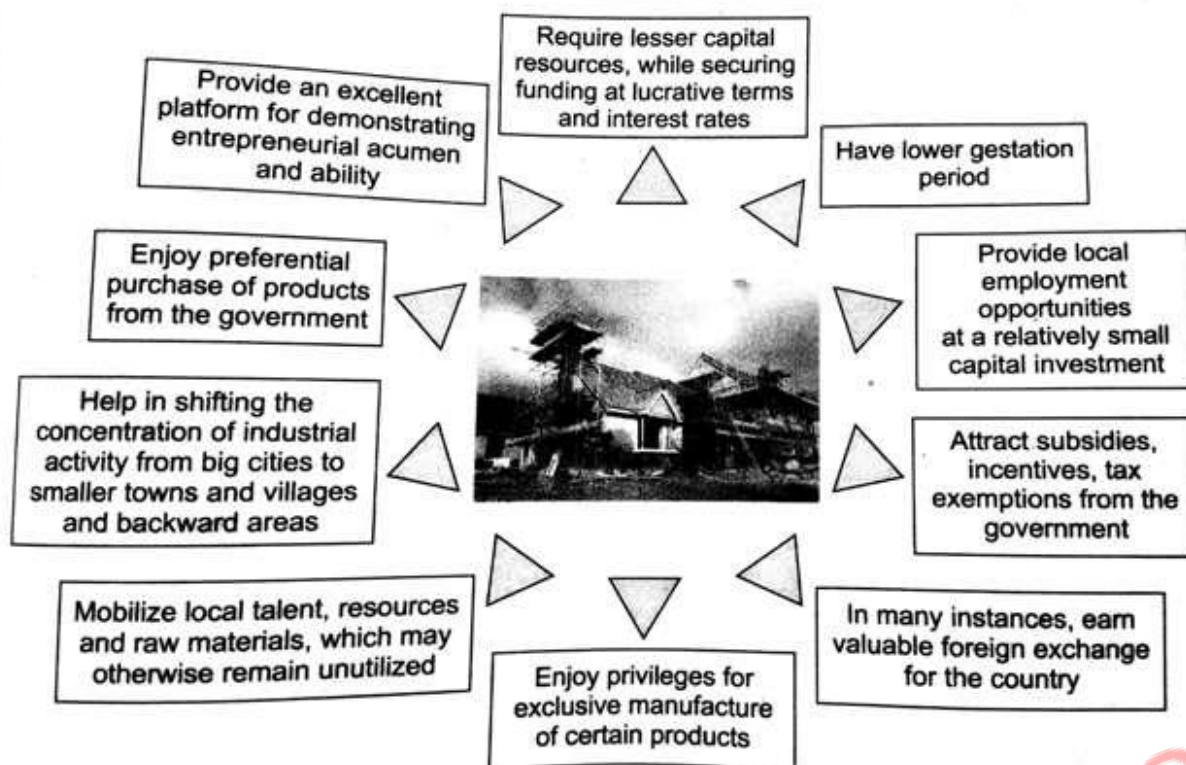 Require lesser capital
resources, while securing
funding at lucrative terms
and interest rates
Have lower gestation
period
Provide local
employment
opportunities
at a relatively small
capital investment
Attract subsidies,
incentives, tax
exemptions from the
government
In many instances, earn
valuable foreign exchange
for the country
Enjoy privileges for
exclusive manufacture
of certain products
Mobilize local talent, resources
and raw materials, which may
otherwise remain unutilized
Help in shifting the
concentration of industrial
activity from big cities to
smaller towns and villages
and backward areas
Enjoy preferential
purchase of products
from the government
Provide an excellent
platform for demonstrating
entrepreneurial acumen
and ability